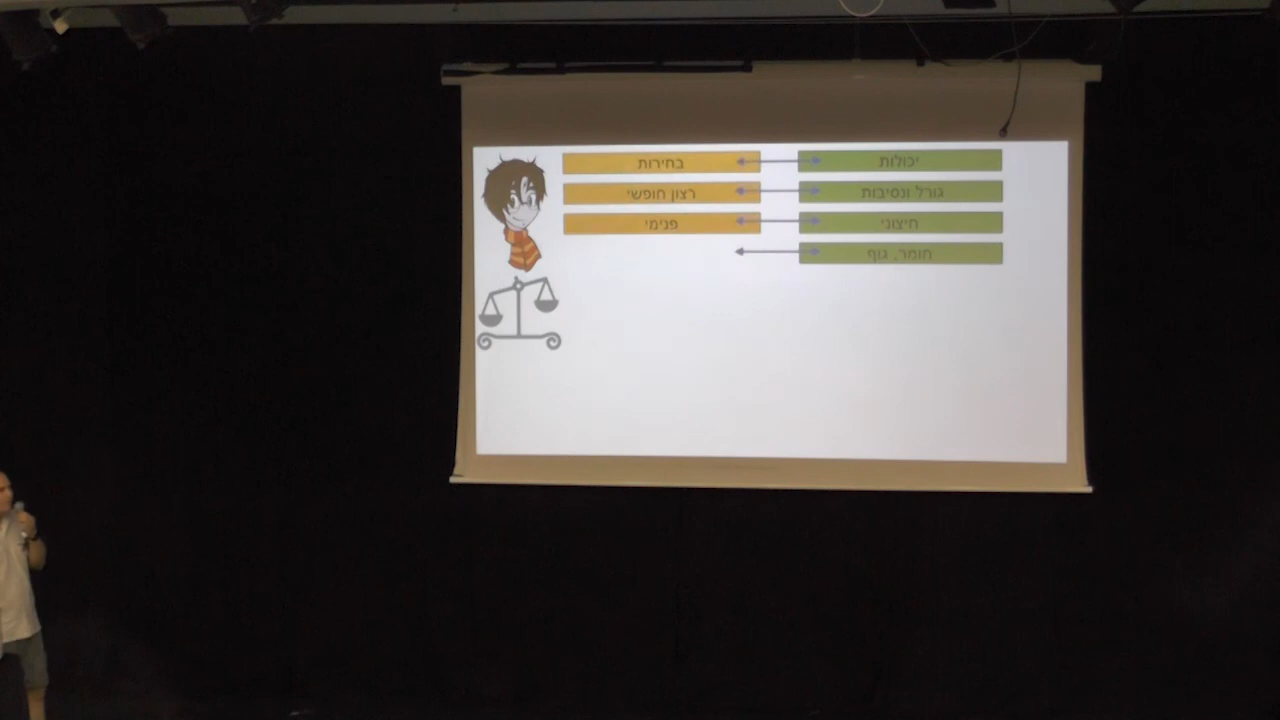 יכולות בחירות
גורל ונסיבות רצון חופשי
חיצוני פנימי
חומר, גוף